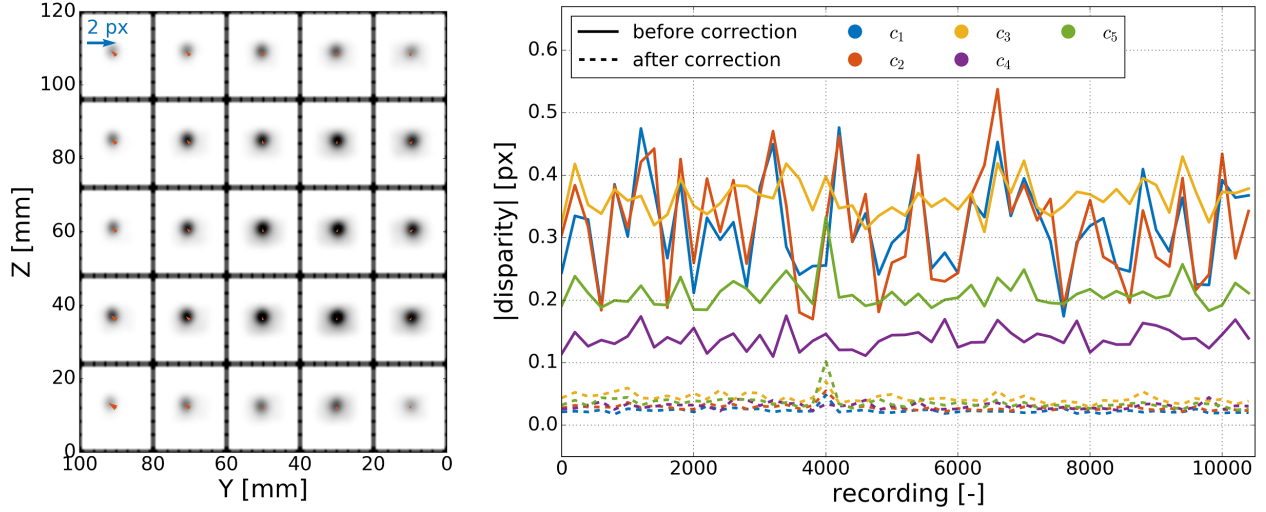 2 px
120
100
80
60
40
20
0
100 80 60 40 20 0
Y [mm]
Z [mm]
before correction
after correction
c1 c3 c5
c2 c4
0.6
0.5
0.4
0.3
0.2
0.1
0.0
0 2000 4000 6000 8000 10000
recording [-]
|disparity| [px]